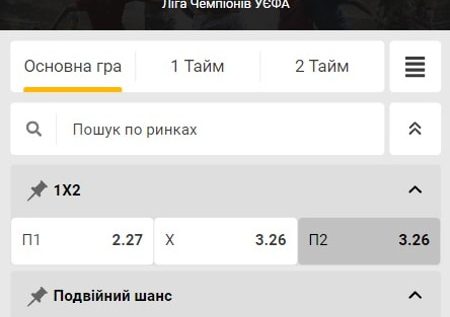 Ліга Чемпіонів УЄФА
Основна гра 1 Тайм 2 Тайм
Пошук по ринках
1X2
П1 2.27 X 3.26 П2 3.26
Подвійний шанс